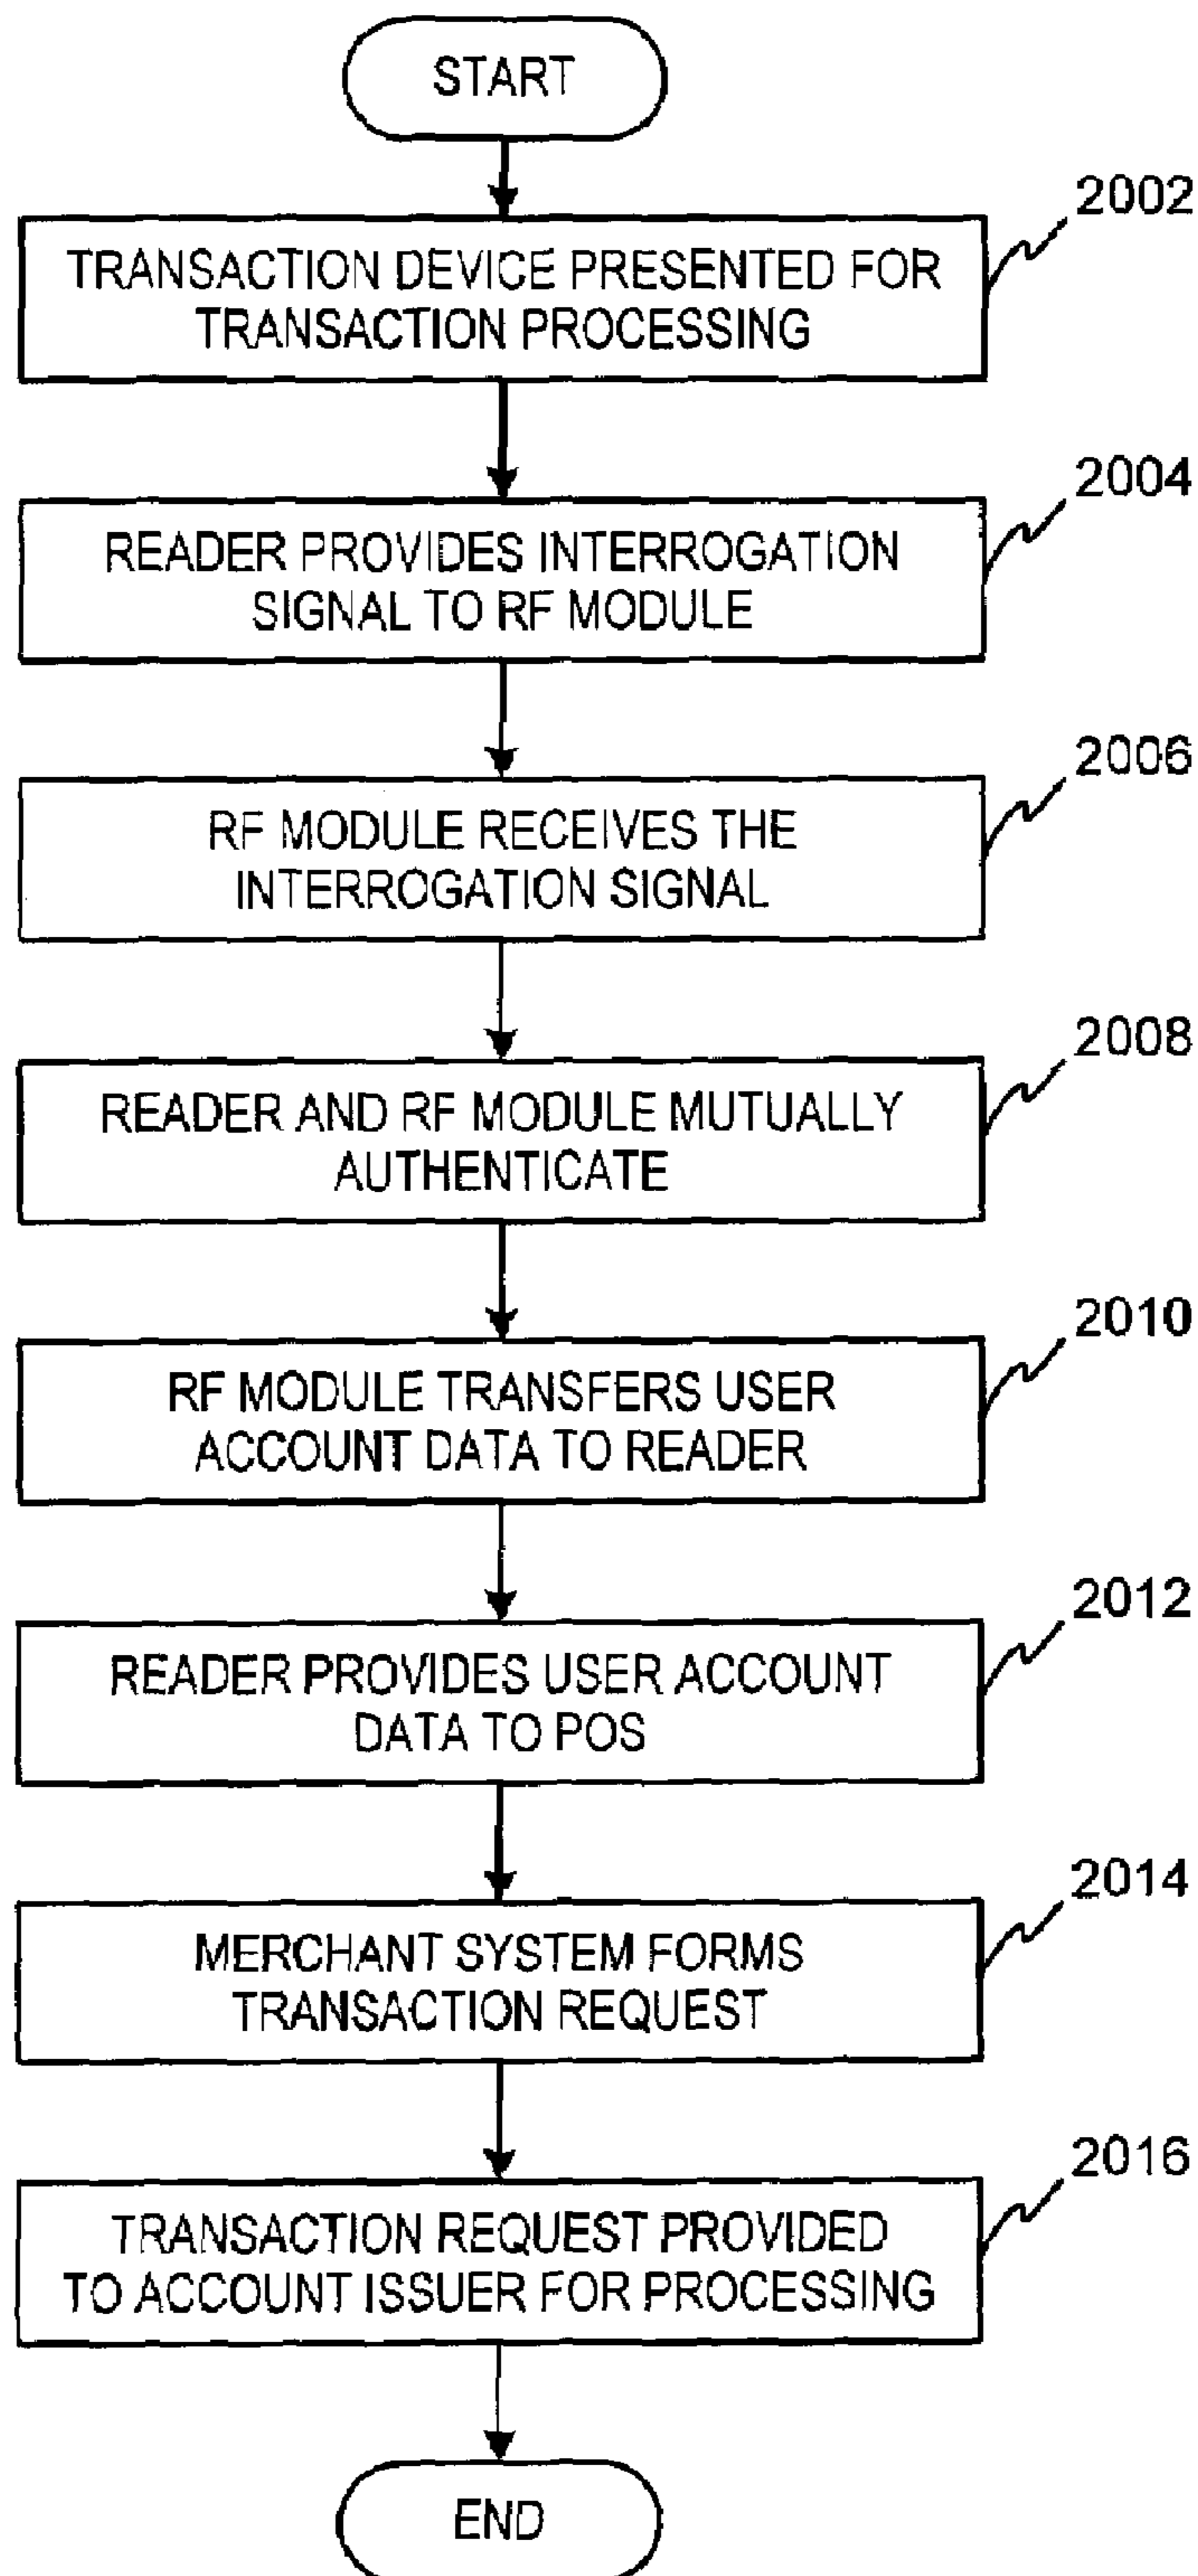 START
2002
TRANSACTION DEVICE PRESENTED FOR
TRANSACTION PROCESSING
2004
READER PROVIDES INTERROGATION
SIGNAL TO RF MODULE
2006
RF MODULE RECEIVES THE
INTERROGATION SIGNAL
2008
READER AND RF MODULE MUTUALLY
AUTHENTICATE
2010
RF MODULE TRANSFERS USER
ACCOUNT DATA TO READER
2012
READER PROVIDES USER ACCOUNT
DATA TO POS
2014
MERCHANT SYSTEM FORMS
TRANSACTION REQUEST
2016
TRANSACTION REQUEST PROVIDED
TO ACCOUNT ISSUER FOR PROCESSING
END